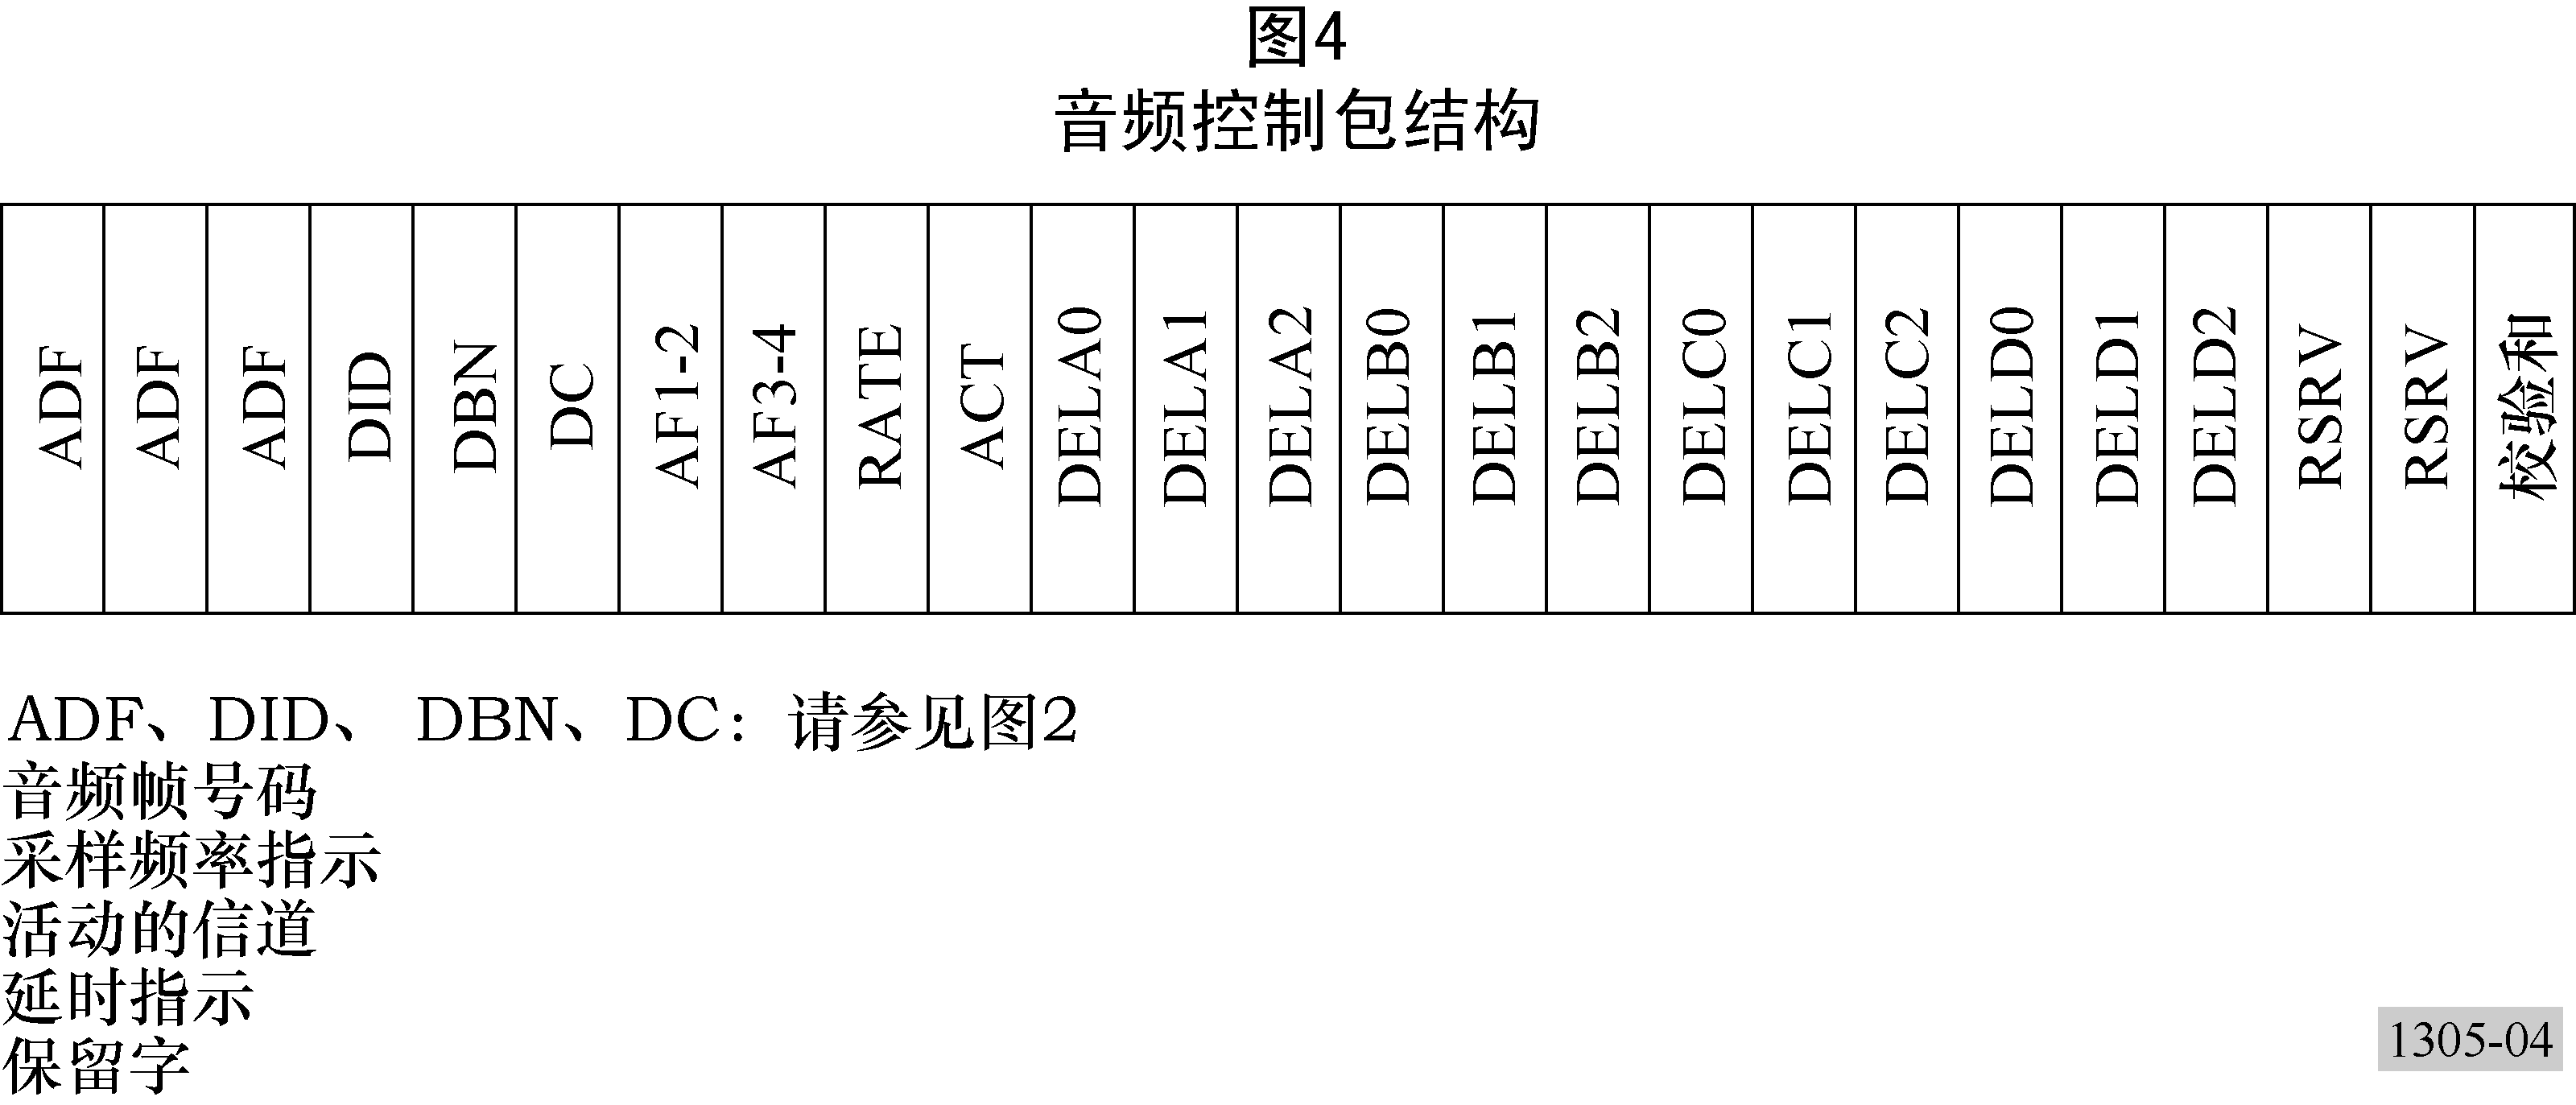 图4
音频控制包结构
ADF ADF ADF DID DBN DC AF1-2 AF3-4 RATE ACT DELA0 DELA1 DELA2 DELB0 DELB1 DELB2 DELC0 DELC1 DELC2 DELD0 DELD1 DELD2 RSRV RSRV 校验和
ADF、DID、 DBN、DC：请参见图2
音频帧号码
采样频率指示
活动的信道
延时指示
保留字
1305-04